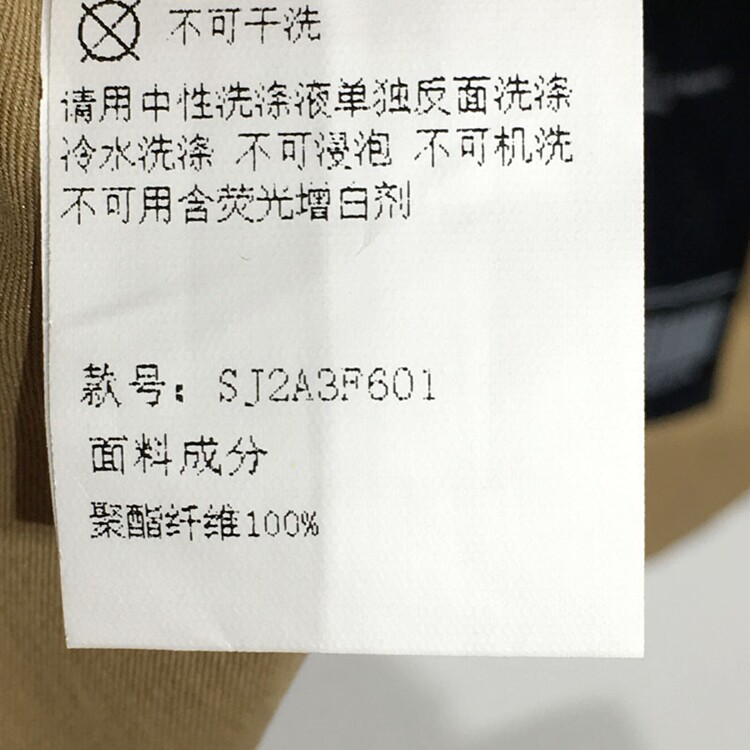 不可干洗
请用中性洗涤液单独反面洗涤
冷水洗涤 不可浸泡 不可机洗
不可用含荧光增白剂
款号：SJ2A3F601
面料成分
聚酯纤维100%